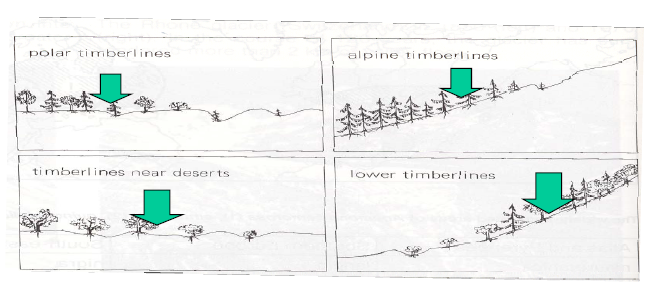 polar timberlines
alpine timberlines
timberlines near deserts
lower timberlines